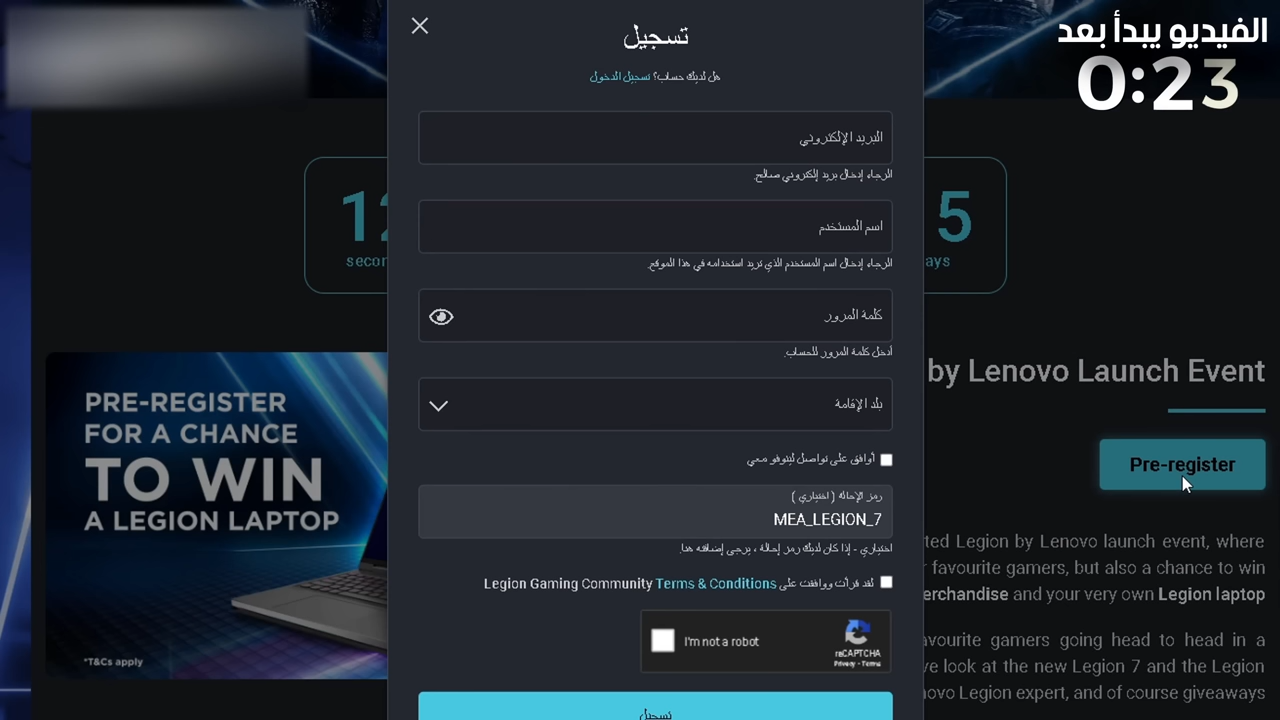 الفيديو يبدأ بعد
0:23
تسجيل
هل لديك حساب؟ تسجيل الدخول
البريد الإلكتروني
الرجاء إدخال بريد إلكتروني صالح.
اسم المستخدم
الرجاء إدخال اسم المستخدم الذي تريد استخدامه في هذا الموقع.
كلمة المرور
أدخل كلمة المرور للحساب.
بلد الإقامة
أوافق على تواصل لينوفو معي
رمز الإحالة ( اختياري )
MEA_LEGION_7
اختياري - إذا كان لديك رمز إحالة ، يرجى إضافته هنا.
لقد قرأت ووافقت على Legion Gaming Community Terms & Conditions
I'm not a robot
reCAPTCHA
Privacy - Terms
تسجيل
12
secon
5
ays
PRE-REGISTER
FOR A CHANCE
TO WIN
A LEGION LAPTOP
*T&Cs apply
by Lenovo Launch Event
Pre-register
ted Legion by Lenovo launch event, where
favourite gamers, but also a chance to win
erchandise and your very own Legion laptop
avourite gamers going head to head in a
ve look at the new Legion 7 and the Legion
novo Legion expert, and of course giveaways